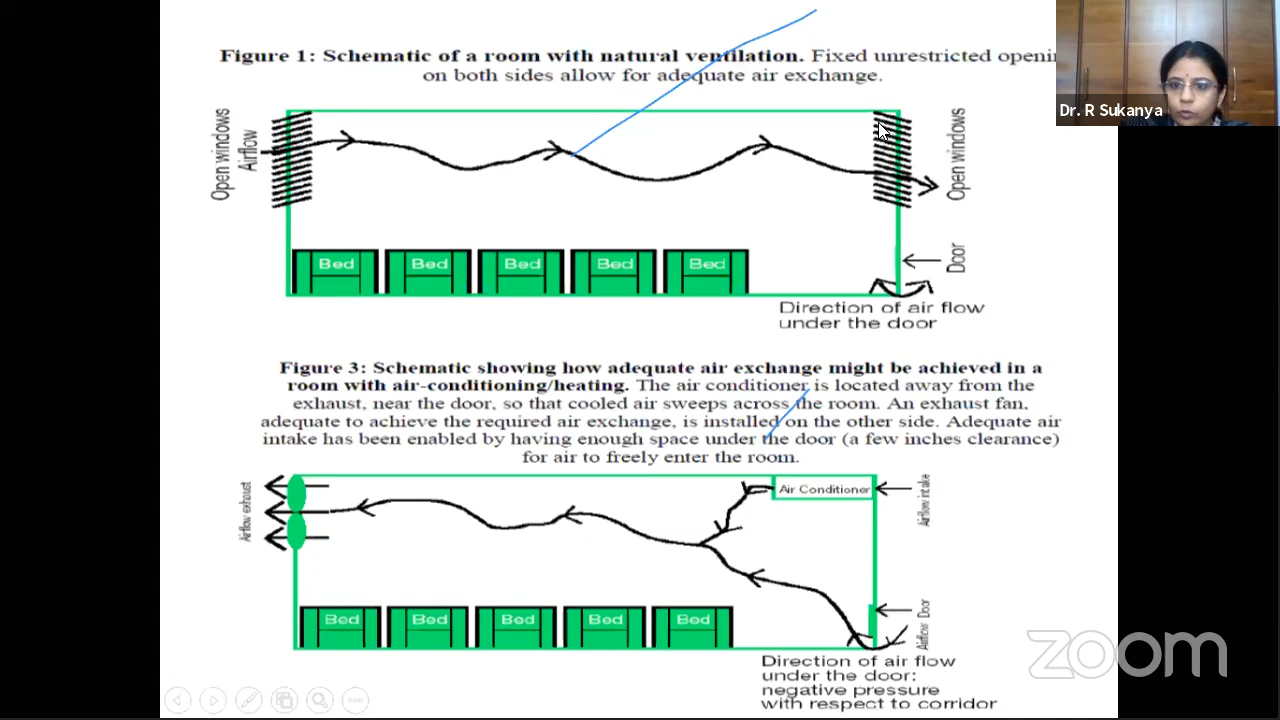 Figure 1: Schematic of a room with natural ventilation. Fixed unrestricted openin
on both sides allow for adequate air exchange.
Dr. R Sukanya
Open windows
Airflow
Open windows
Bed
Bed
Bed
Bed
Bed
Door
Direction of air flow
under the door
Figure 3: Schematic showing how adequate air exchange might be achieved in a
room with air-conditioning/heating. The air conditioner is located away from the
exhaust, near the door, so that cooled air sweeps across the room. An exhaust fan,
adequate to achieve the required air exchange, is installed on the other side. Adequate air
intake has been enabled by having enough space under the door (a few inches clearance)
for air to freely enter the room.
Airflow exhaust
Air Conditioner
Airflow intake
Bed
Bed
Bed
Bed
Bed
Door
Airflow
Direction of air flow
under the door:
negative pressure
with respect to corridor
zoom